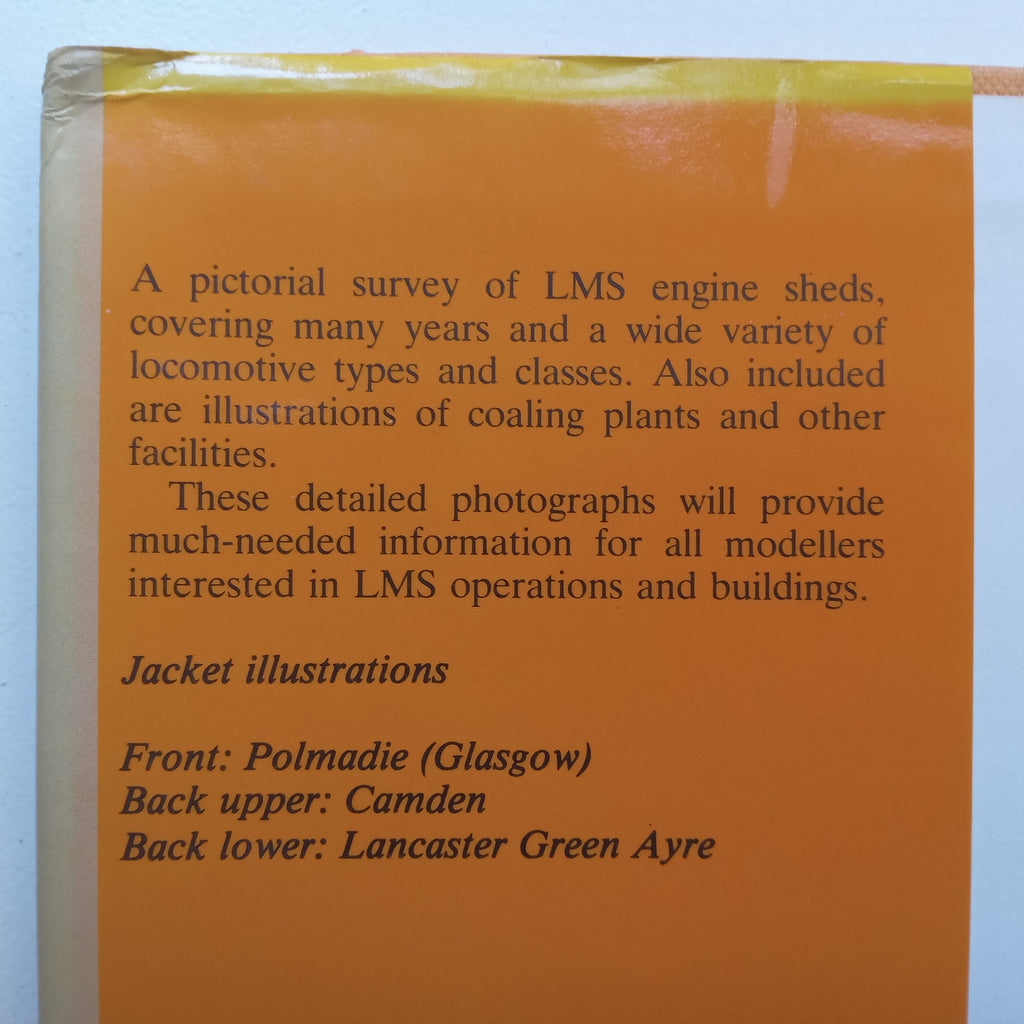 A pictorial survey of LMS engine sheds,
covering many years and a wide variety of
locomotive types and classes. Also included
are illustrations of coaling plants and other
facilities.
These detailed photographs will provide
much-needed information for all modellers
interested in LMS operations and buildings.
Jacket illustrations
Front: Polmadie (Glasgow)
Back upper: Camden
Back lower: Lancaster Green Ayre